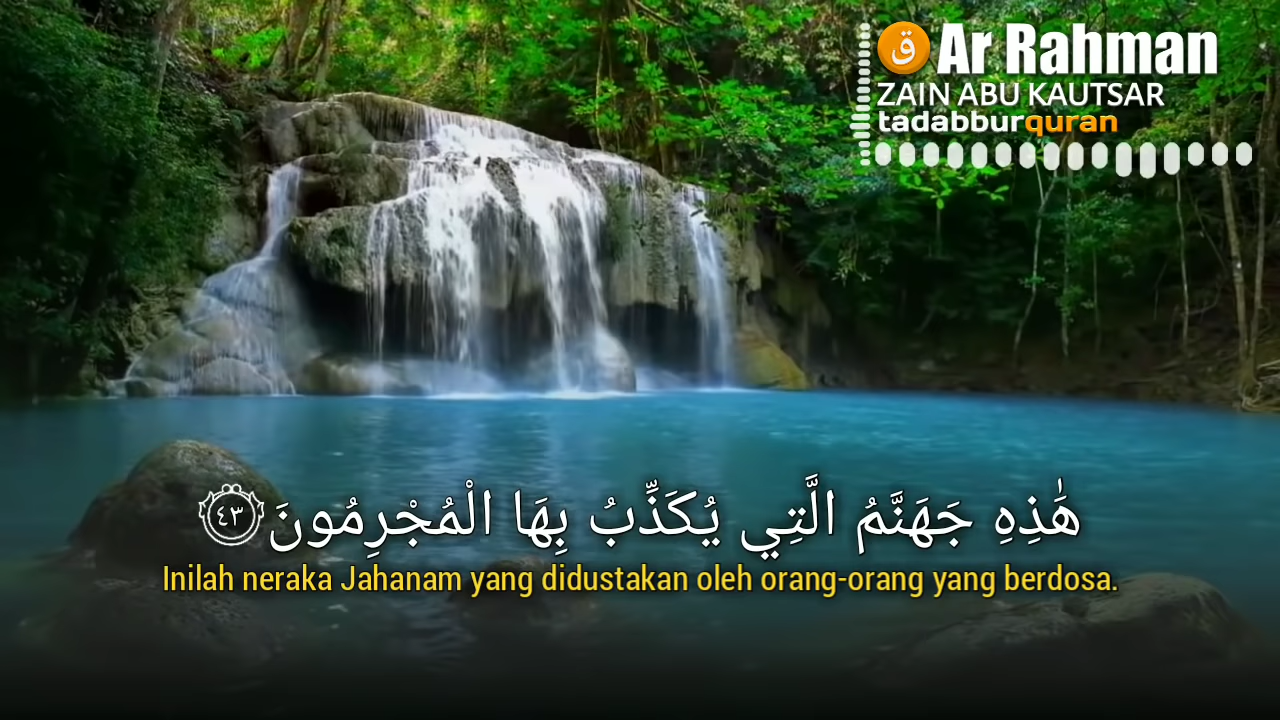 ق Ar Rahman
ZAIN ABU KAUTSAR
tadabburquran
هَٰذِهِ جَهَنَّمُ الَّتِي يُكَذِّبُ بِهَا الْمُجْرِمُونَ ٤٣
Inilah neraka Jahanam yang didustakan oleh orang-orang yang berdosa.